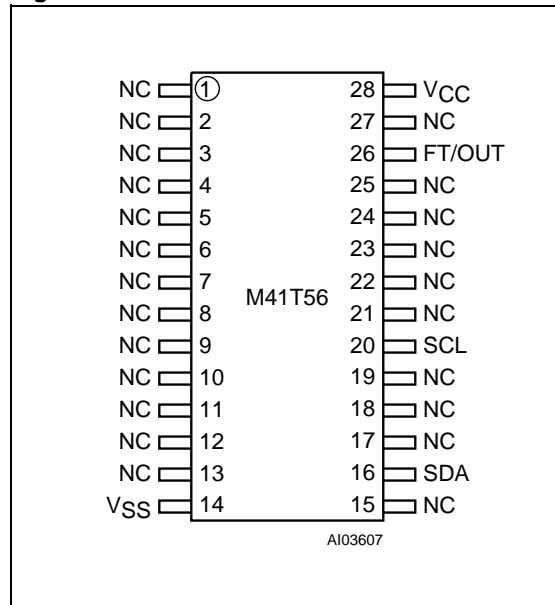 NC 1 28 VCC
NC 2 27 NC
NC 3 26 FT/OUT
NC 4 25 NC
NC 5 24 NC
NC 6 23 NC
NC 7 22 NC
M41T56
NC 8 21 NC
NC 9 20 SCL
NC 10 19 NC
NC 11 18 NC
NC 12 17 NC
NC 13 16 SDA
VSS 14 15 NC
AI03607